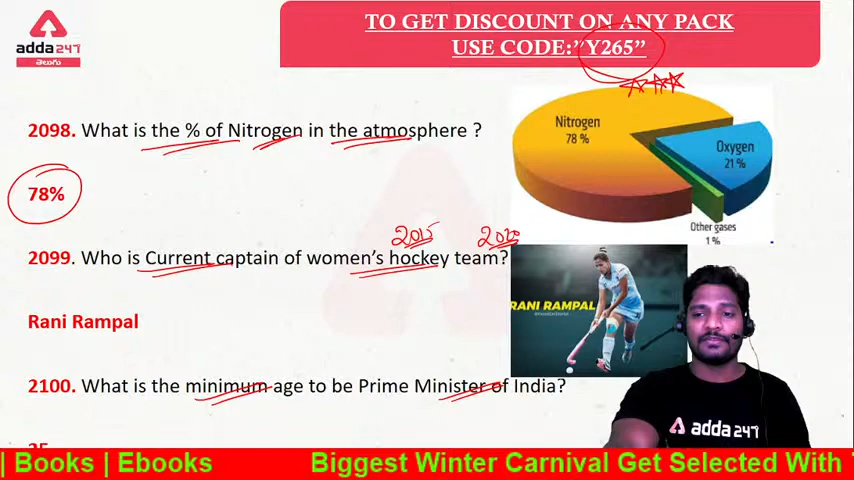 TO GET DISCOUNT ON ANY PACK
USE CODE:"Y265"
adda247
తెలుగు
2098. What is the % of Nitrogen in the atmosphere ?
Nitrogen
78 %
Oxygen
21 %
Other gases
1 %
78%
2015 2020
2099. Who is Current captain of women's hockey team?
RANI RAMPAL
Rani Rampal
2100. What is the minimum age to be Prime Minister of India?
adda247
| Books | Ebooks Biggest Winter Carnival Get Selected With